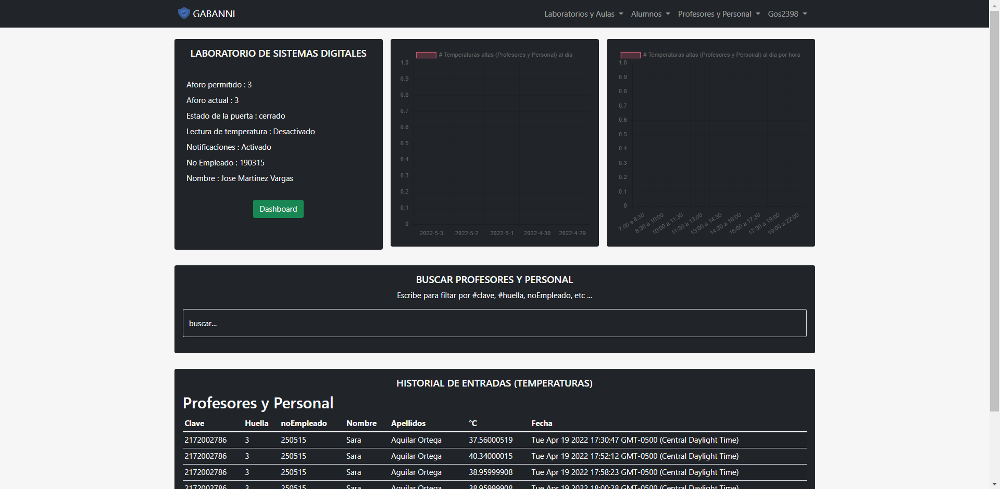 GABANNI
Laboratorios y Aulas
Alumnos
Profesores y Personal
Gos2398
LABORATORIO DE SISTEMAS DIGITALES
Aforo permitido : 3
Aforo actual : 3
Estado de la puerta : cerrado
Lectura de temperatura : Desactivado
Notificaciones : Activado
No Empleado : 190315
Nombre : Jose Martinez Vargas
Dashboard
# Temperaturas altas (Profesores y Personal) al dia
1.0
0.9
0.8
0.7
0.6
0.5
0.4
0.3
0.2
0.1
0
2022-5-3 2022-5-2 2022-5-1 2022-4-30 2022-4-29
# Temperaturas altas (Profesores y Personal) al dia por hora
1.0
0.9
0.8
0.7
0.6
0.5
0.4
0.3
0.2
0.1
0
7:00 a 8:30
8:30 a 10:00
10:00 a 11:30
11:30 a 13:00
13:00 a 14:30
14:30 a 16:00
16:00 a 17:30
17:30 a 19:00
19:00 a 22:00
BUSCAR PROFESORES Y PERSONAL
Escribe para filtar por #clave, #huella, noEmpleado, etc ...
buscar...
HISTORIAL DE ENTRADAS (TEMPERATURAS)
Profesores y Personal
Clave Huella noEmpleado Nombre Apellidos °C Fecha
2172002786 3 250515 Sara Aguilar Ortega 37.56000519 Tue Apr 19 2022 17:30:47 GMT-0500 (Central Daylight Time)
2172002786 3 250515 Sara Aguilar Ortega 40.34000015 Tue Apr 19 2022 17:52:12 GMT-0500 (Central Daylight Time)
2172002786 3 250515 Sara Aguilar Ortega 38.95999908 Tue Apr 19 2022 17:58:23 GMT-0500 (Central Daylight Time)
2172002786 3 250515 Sara Aguilar Ortega 38.95999908 Tue Apr 19 2022 18:00:28 GMT-0500 (Central Daylight Time)